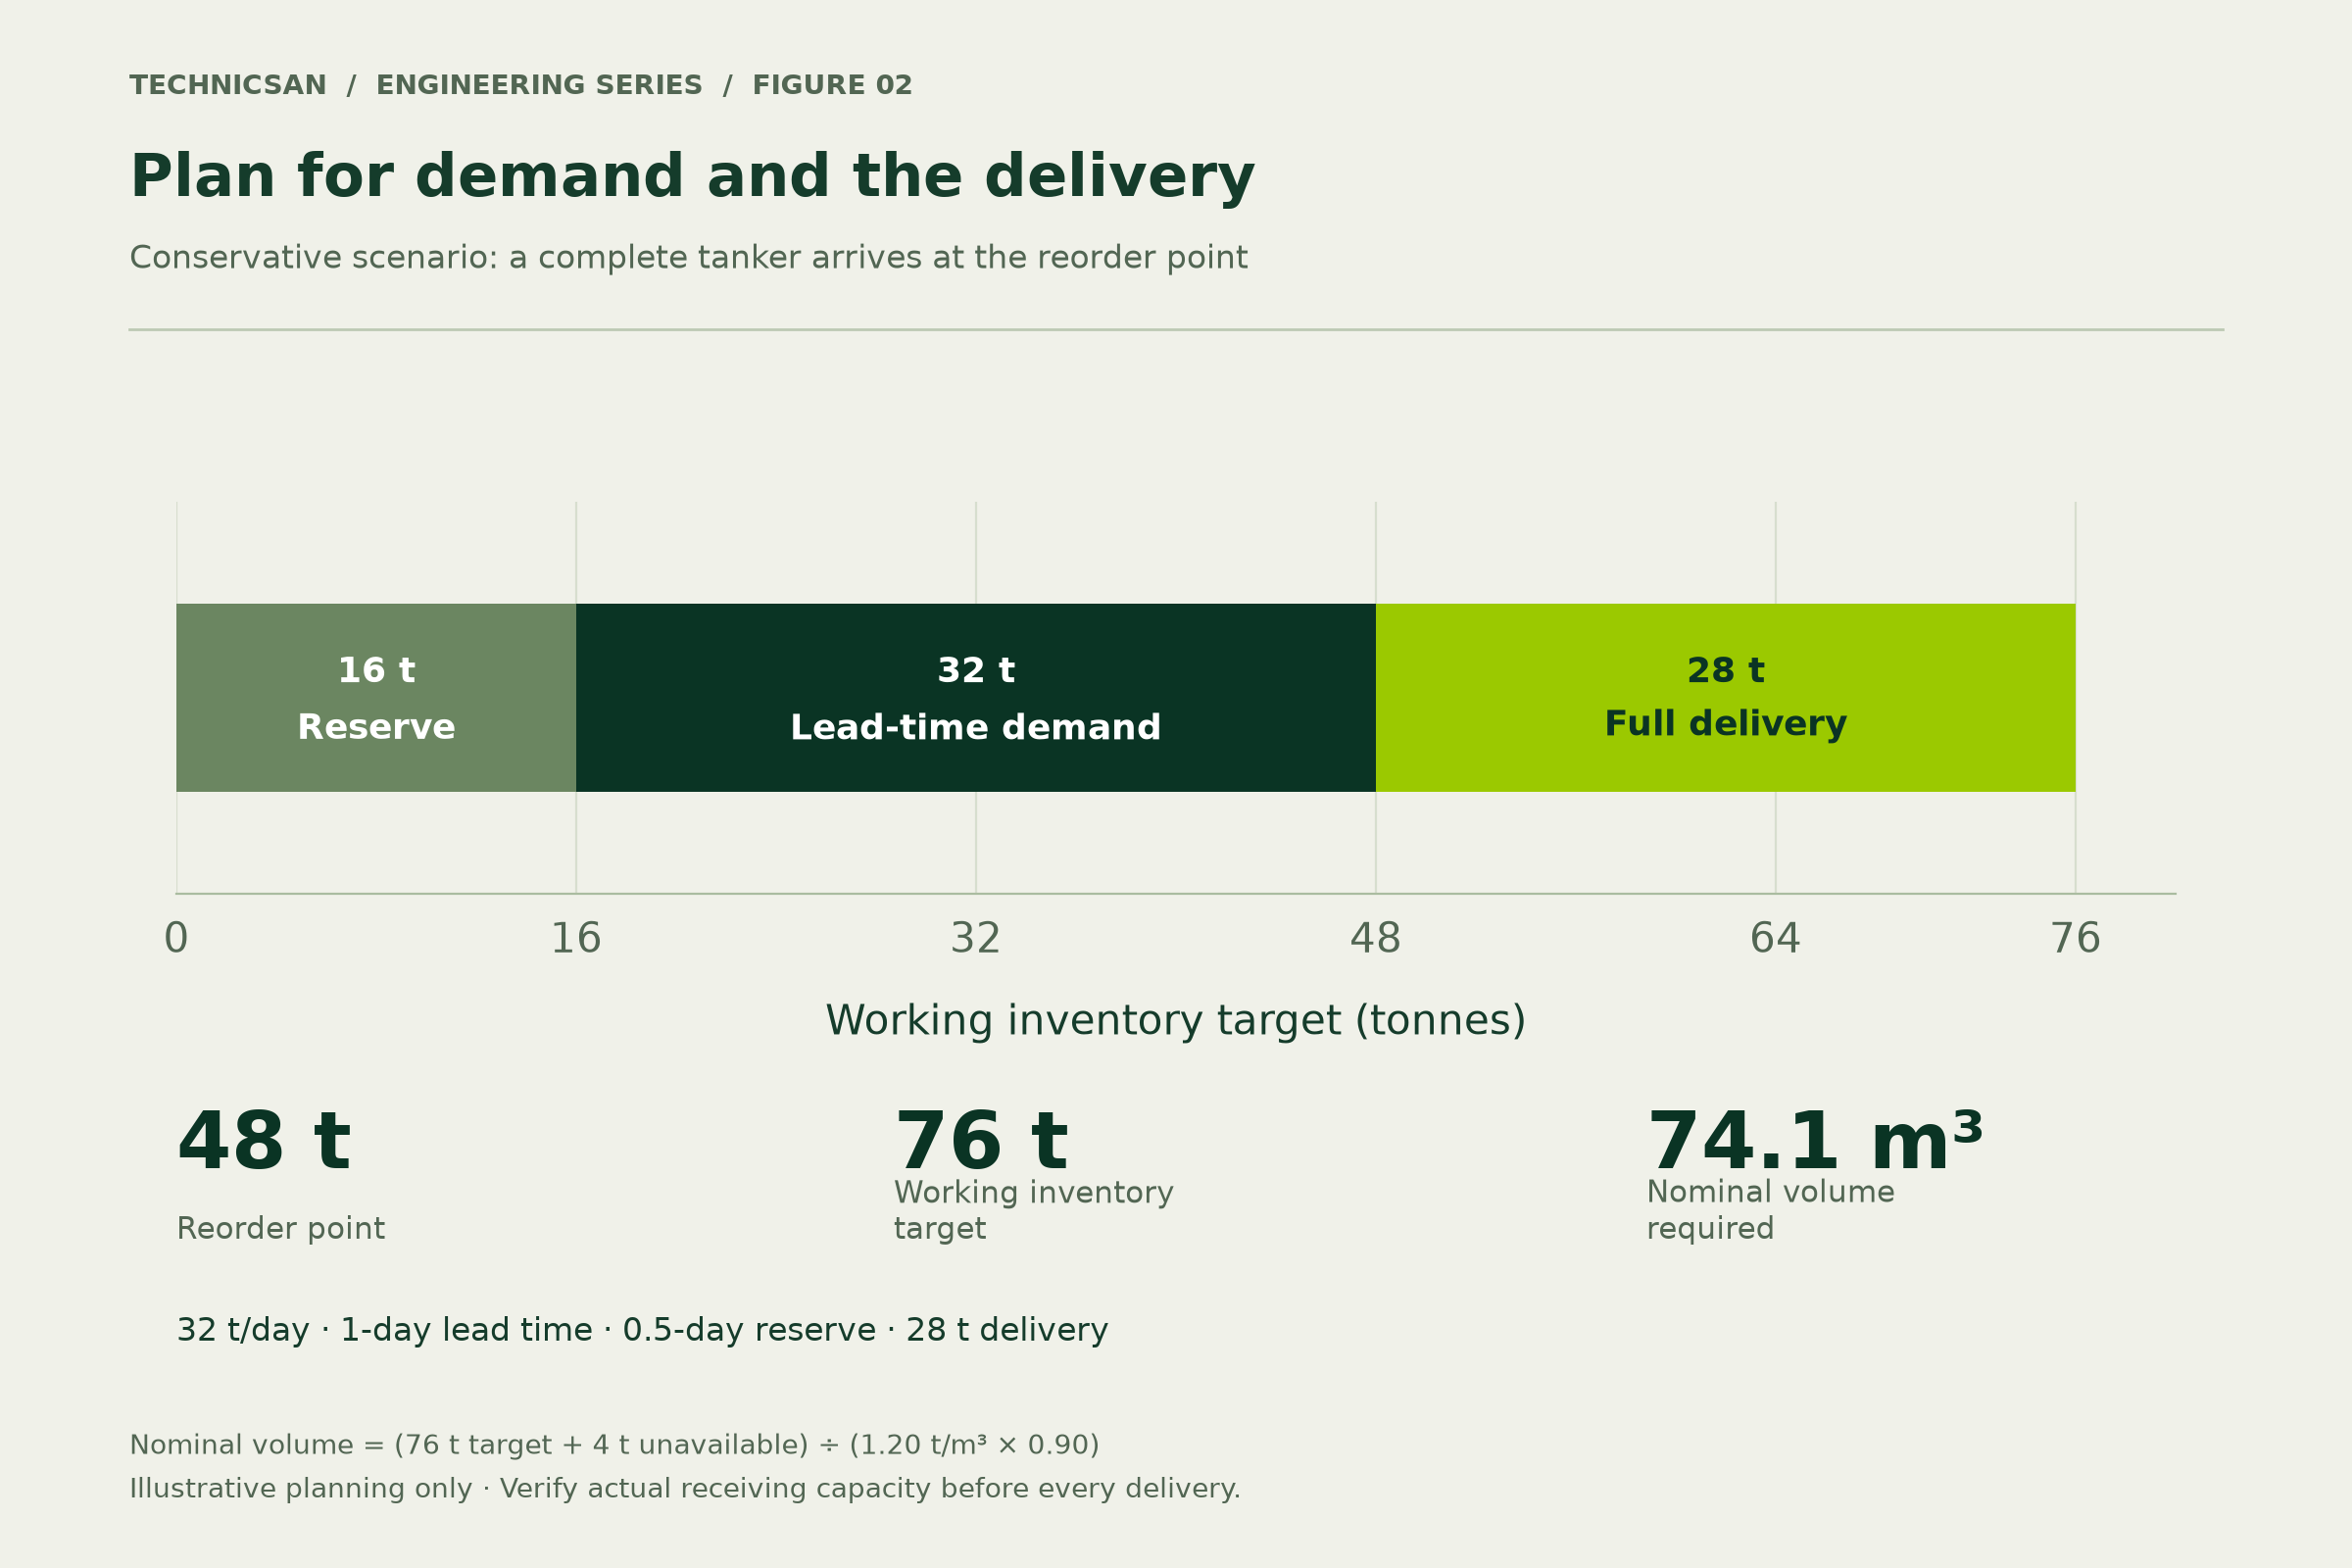 TECHNICSAN / ENGINEERING SERIES / FIGURE 02
Plan for demand and the delivery
Conservative scenario: a complete tanker arrives at the reorder point
16 t
Reserve
32 t
Lead-time demand
28 t
Full delivery
0 16 32 48 64 76
Working inventory target (tonnes)
48 t
Reorder point
76 t
Working inventory
target
74.1 m³
Nominal volume
required
32 t/day · 1-day lead time · 0.5-day reserve · 28 t delivery
Nominal volume = (76 t target + 4 t unavailable) ÷ (1.20 t/m³ × 0.90)
Illustrative planning only · Verify actual receiving capacity before every delivery.